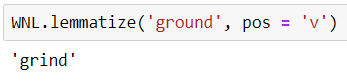 WNL.lemmatize('ground', pos = 'v')
'grind'